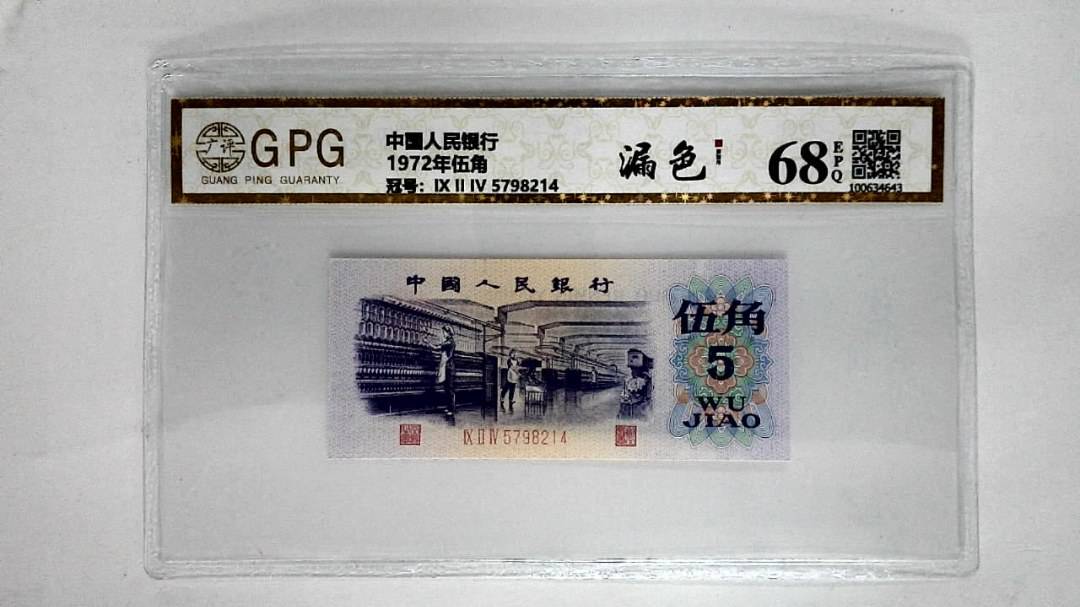 广评
GPG
GUANG PING GUARANTY
中国人民银行
1972年伍角
冠号：IX II IV 5798214
漏色
68
EPQ
100634643
中國人民銀行
伍角
5
WU
JIAO
IX II IV 5798214